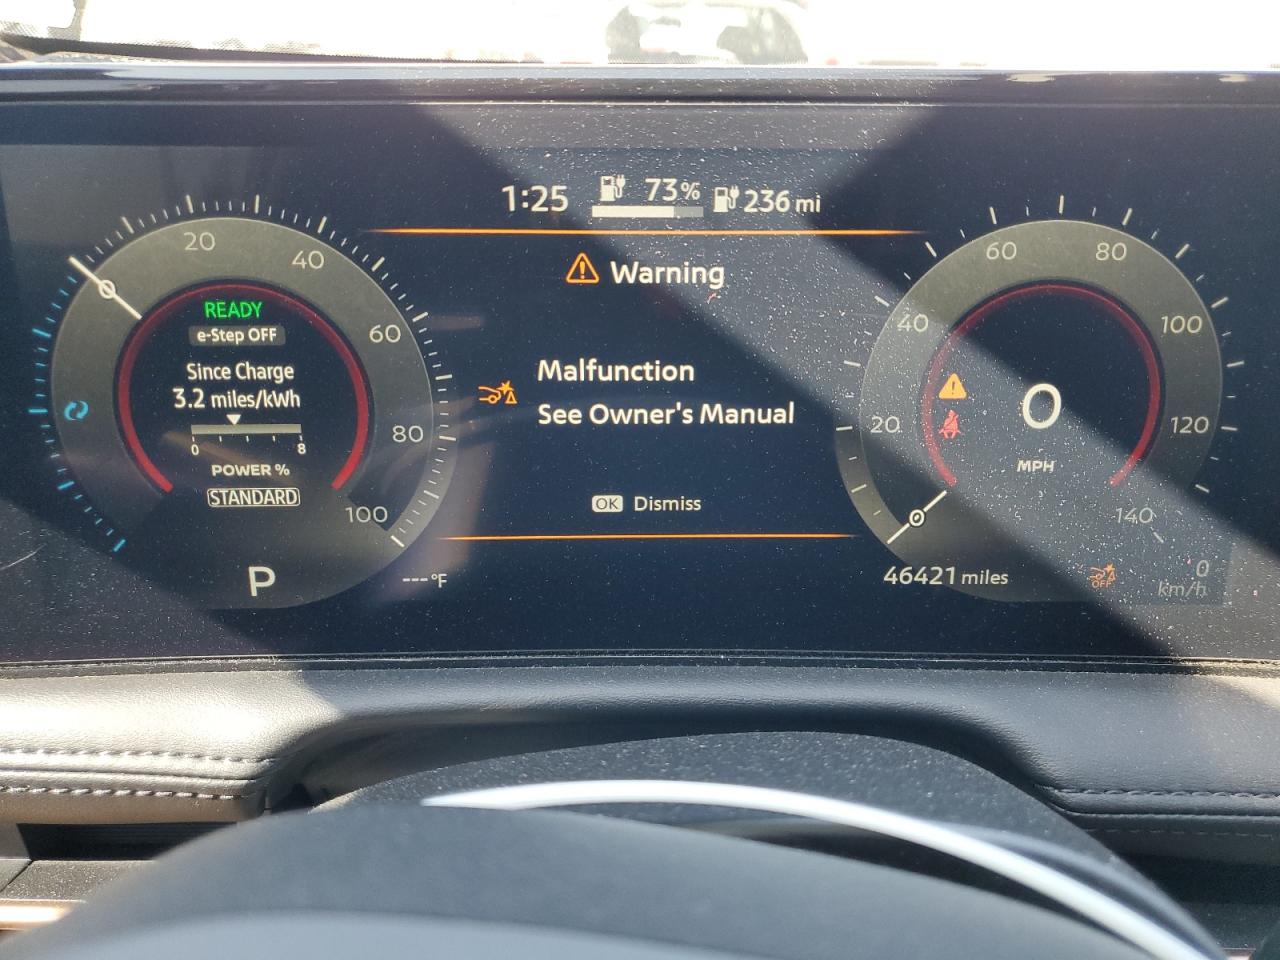 1:25 73% 236 mi
Warning
Malfunction
See Owner's Manual
OK Dismiss
20
40
60
80
100
READY
e-Step OFF
Since Charge
3.2 miles/kWh
0 8
POWER %
STANDARD
P
--- °F
20
40
60
80
100
120
140
0
MPH
0
46421 miles
OFF
0
km/h